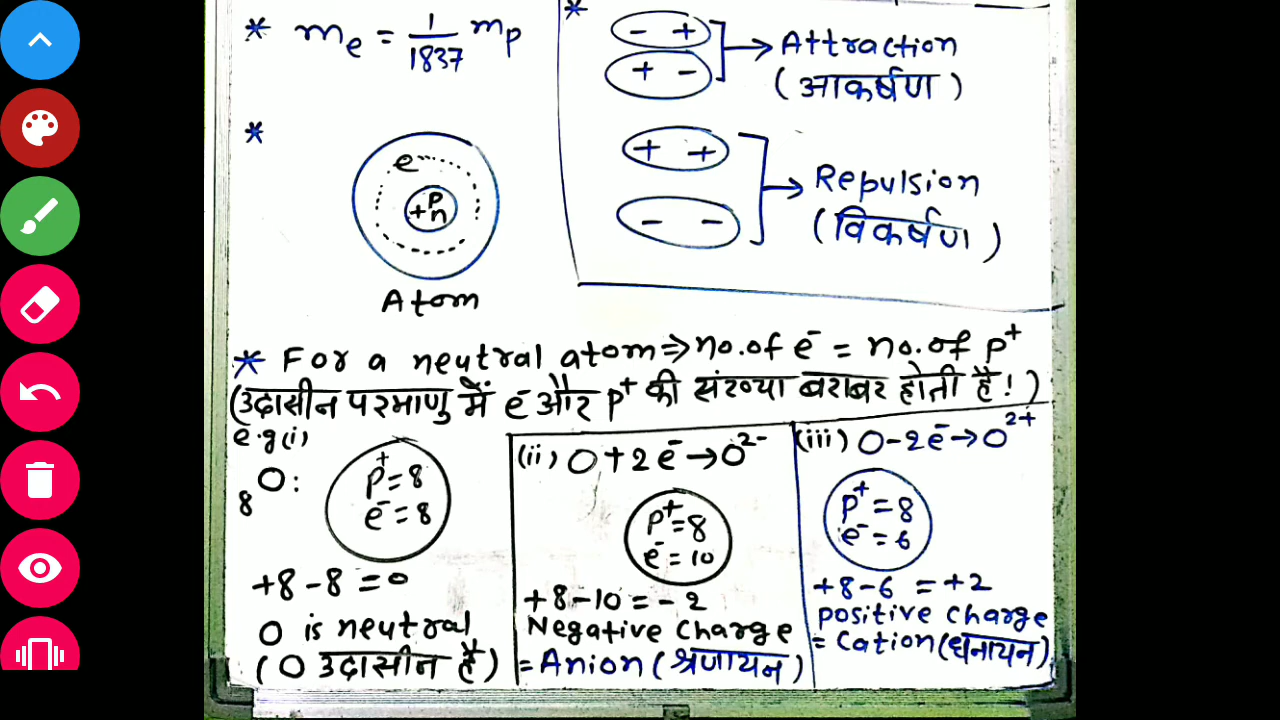 * me = 1/1837 mp
*
e⁻
+ p
n
Atom
*
- +
+ -
Attraction
(आकर्षण)
+ +
- -
Repulsion
(विकर्षण)
* For a neutral atom ⇒ no. of e⁻ = no. of p⁺
(उदासीन परमाणु में e⁻ और p⁺ की संख्या बराबर होती है!)
e.g (i)
₈O:
p⁺ = 8
e⁻ = 8
+8 - 8 = 0
O is neutral
(O उदासीन है)
(ii) O + 2e⁻ → O²⁻
p⁺ = 8
e⁻ = 10
+8 - 10 = - 2
Negative charge
= Anion (श्रणायन)
(iii) O - 2e⁻ → O²⁺
p⁺ = 8
e⁻ = 6
+8 - 6 = +2
positive charge
= Cation (धनायन)